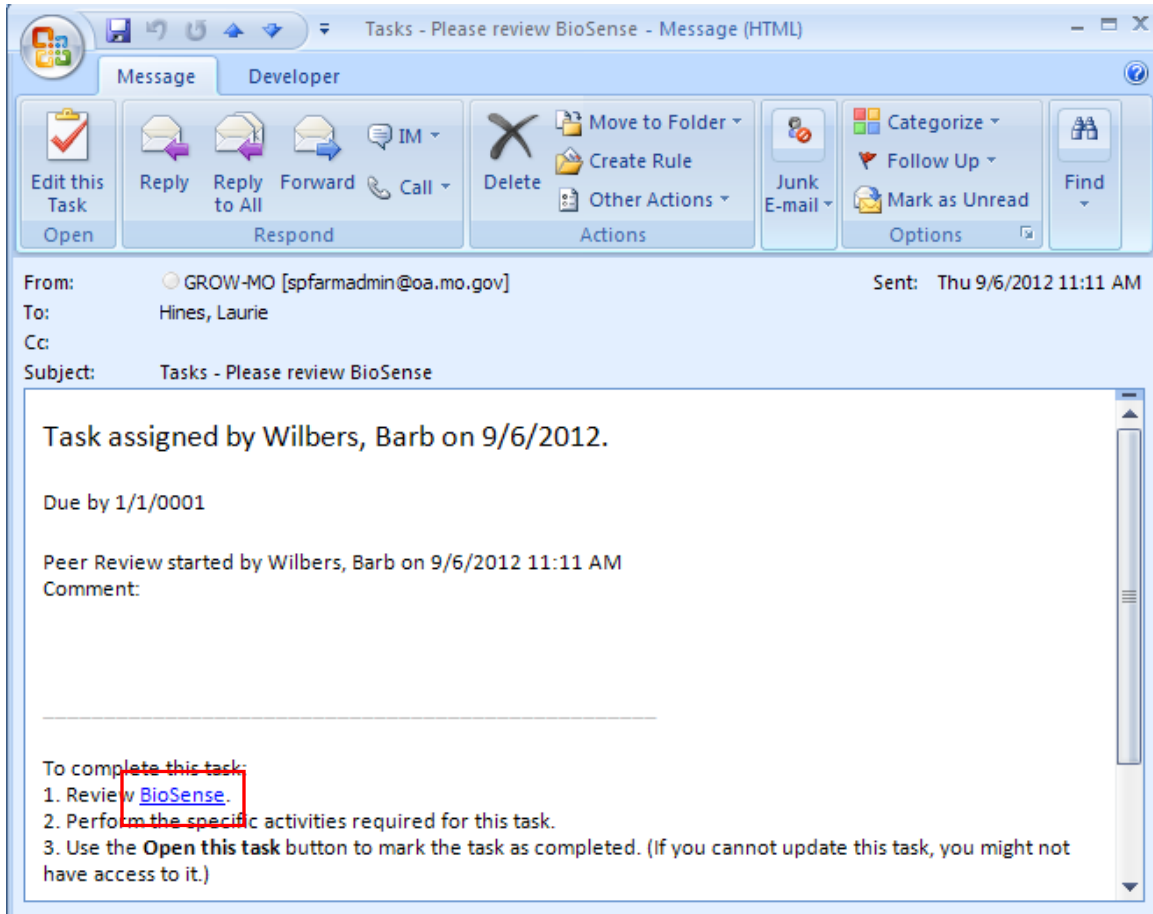 Tasks - Please review BioSense - Message (HTML)
Message Developer
Edit this Task
Reply
Reply to All
Forward
IM
Call
Delete
Move to Folder
Create Rule
Other Actions
Junk E-mail
Categorize
Follow Up
Mark as Unread
Find
Open Respond Actions Options
From: GROW-MO [spfarmadmin@oa.mo.gov] Sent: Thu 9/6/2012 11:11 AM
To: Hines, Laurie
Cc:
Subject: Tasks - Please review BioSense
Task assigned by Wilbers, Barb on 9/6/2012.
Due by 1/1/0001
Peer Review started by Wilbers, Barb on 9/6/2012 11:11 AM
Comment:
To complete this task:
1. Review BioSense.
2. Perform the specific activities required for this task.
3. Use the Open this task button to mark the task as completed. (If you cannot update this task, you might not
have access to it.)